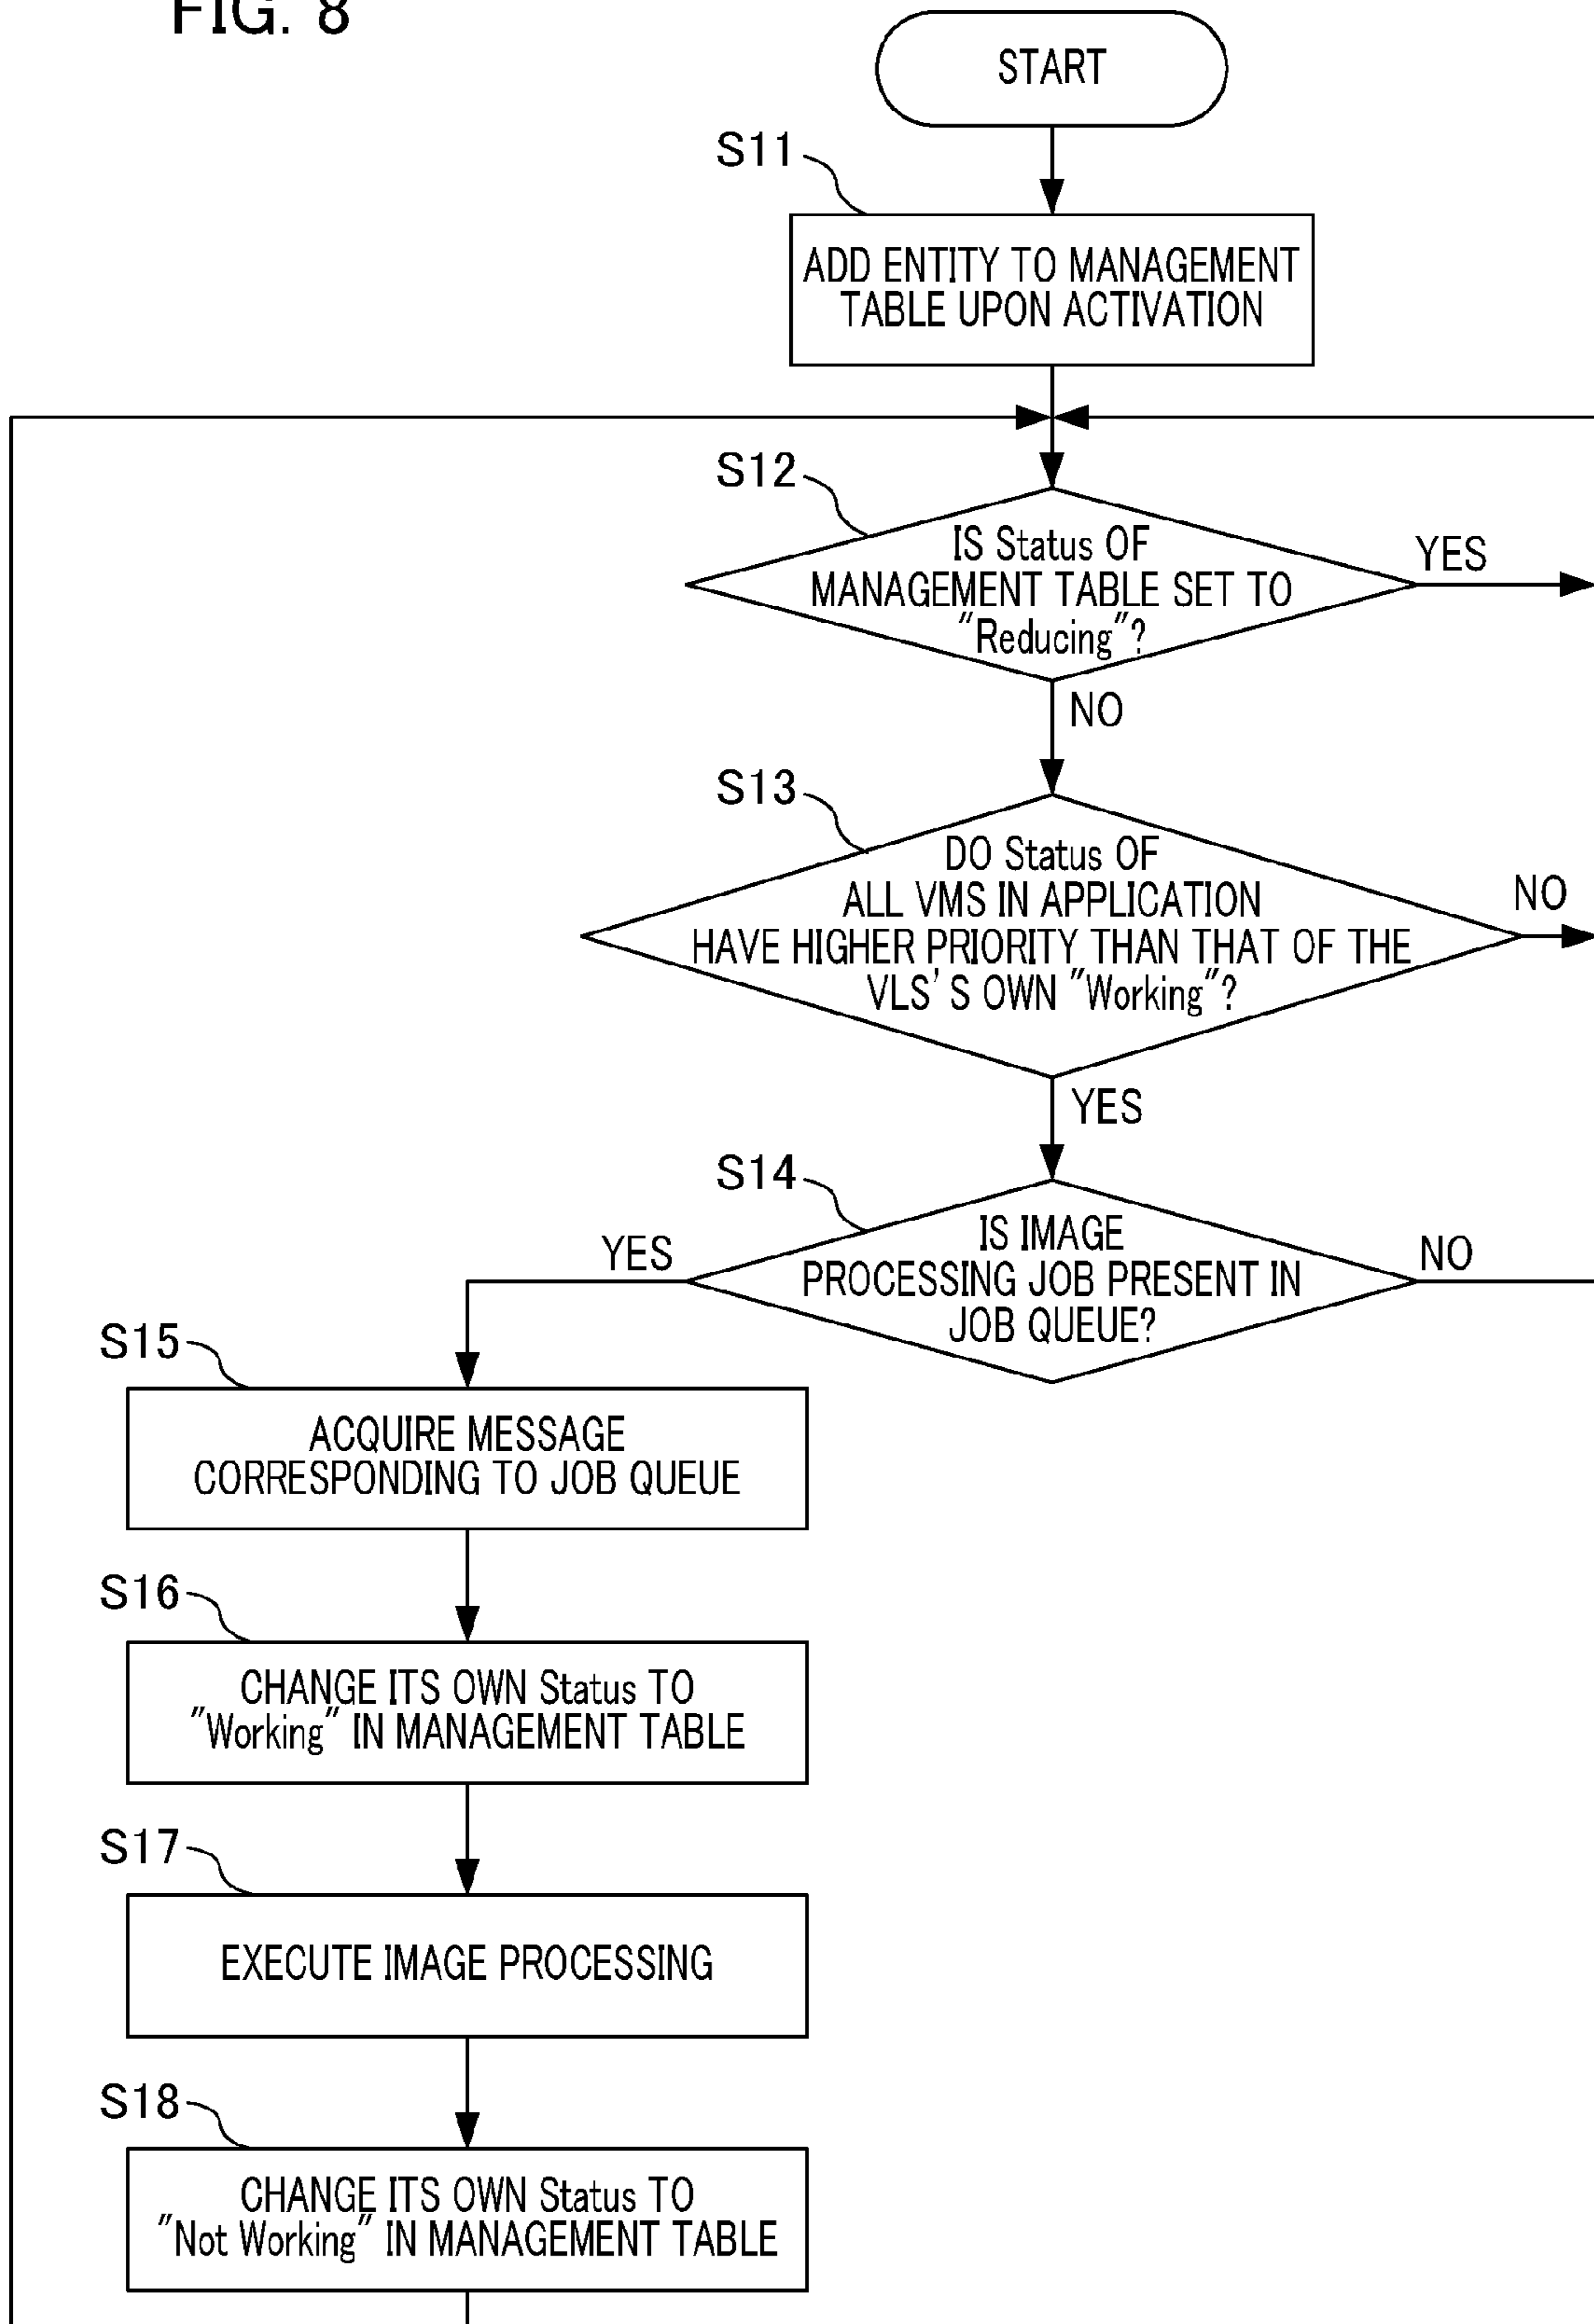 FIG. 8
START
S11
ADD ENTITY TO MANAGEMENT
TABLE UPON ACTIVATION
S12
IS Status OF
MANAGEMENT TABLE SET TO
"Reducing"?
YES
NO
S13
DO Status OF
ALL VMS IN APPLICATION
HAVE HIGHER PRIORITY THAN THAT OF THE
VLS'S OWN "Working"?
NO
YES
S14
IS IMAGE
PROCESSING JOB PRESENT IN
JOB QUEUE?
YES
NO
S15
ACQUIRE MESSAGE
CORRESPONDING TO JOB QUEUE
S16
CHANGE ITS OWN Status TO
"Working" IN MANAGEMENT TABLE
S17
EXECUTE IMAGE PROCESSING
S18
CHANGE ITS OWN Status TO
"Not Working" IN MANAGEMENT TABLE